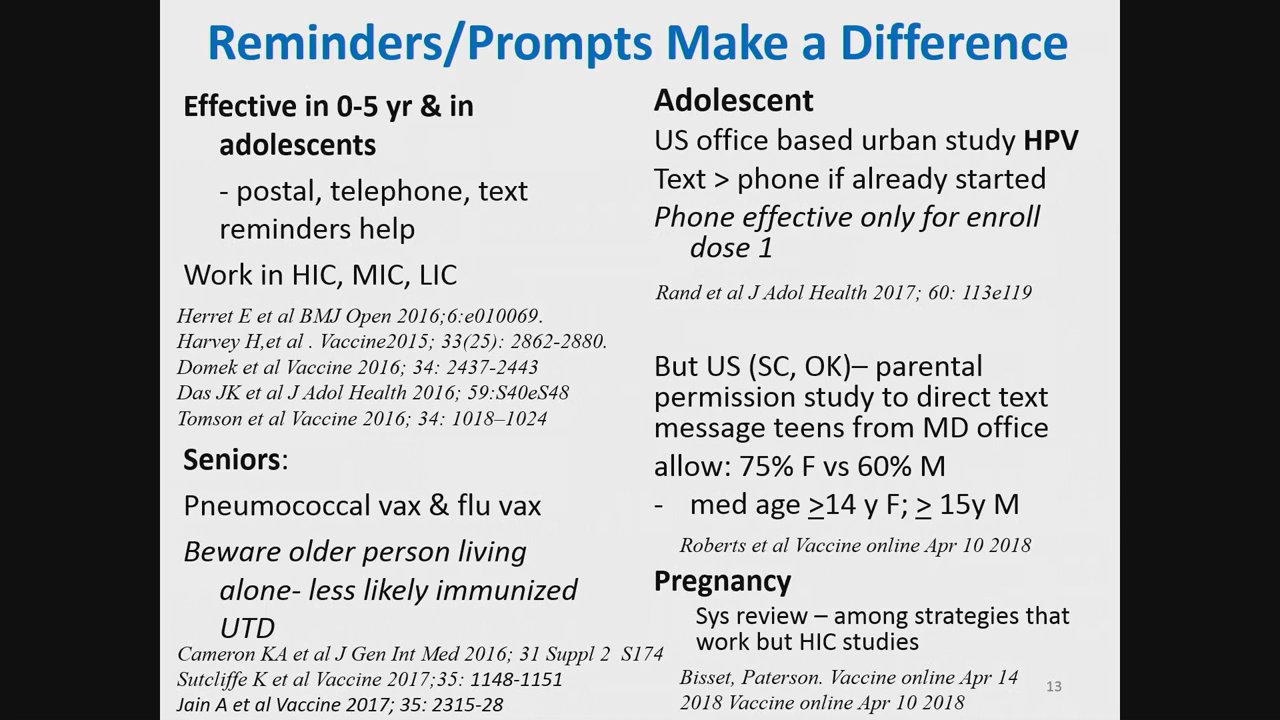 Reminders/Prompts Make a Difference
Effective in 0-5 yr & in
adolescents
- postal, telephone, text
reminders help
Work in HIC, MIC, LIC
Herret E et al BMJ Open 2016;6:e010069.
Harvey H,et al . Vaccine2015; 33(25): 2862-2880.
Domek et al Vaccine 2016; 34: 2437-2443
Das JK et al J Adol Health 2016; 59:S40eS48
Tomson et al Vaccine 2016; 34: 1018–1024
Seniors:
Pneumococcal vax & flu vax
Beware older person living
alone- less likely immunized
UTD
Cameron KA et al J Gen Int Med 2016; 31 Suppl 2 S174
Sutcliffe K et al Vaccine 2017;35: 1148-1151
Jain A et al Vaccine 2017; 35: 2315-28
Adolescent
US office based urban study HPV
Text > phone if already started
Phone effective only for enroll
dose 1
Rand et al J Adol Health 2017; 60: 113e119
But US (SC, OK)– parental
permission study to direct text
message teens from MD office
allow: 75% F vs 60% M
- med age >14 y F; > 15y M
Roberts et al Vaccine online Apr 10 2018
Pregnancy
Sys review – among strategies that
work but HIC studies
Bisset, Paterson. Vaccine online Apr 14
2018 Vaccine online Apr 10 2018
13